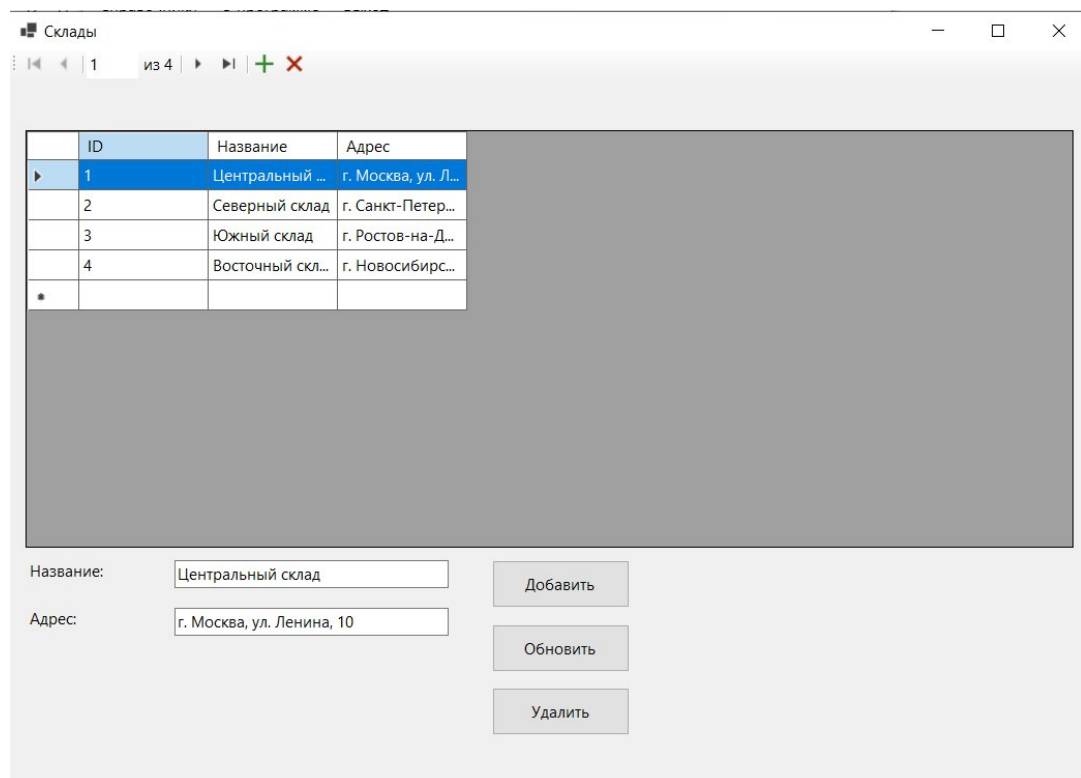 Склады
1 из 4
ID Название Адрес
1 Центральный ... г. Москва, ул. Л...
2 Северный склад г. Санкт-Петер...
3 Южный склад г. Ростов-на-Д...
4 Восточный скл... г. Новосибирс...
Название: Центральный склад
Добавить
Адрес: г. Москва, ул. Ленина, 10
Обновить
Удалить